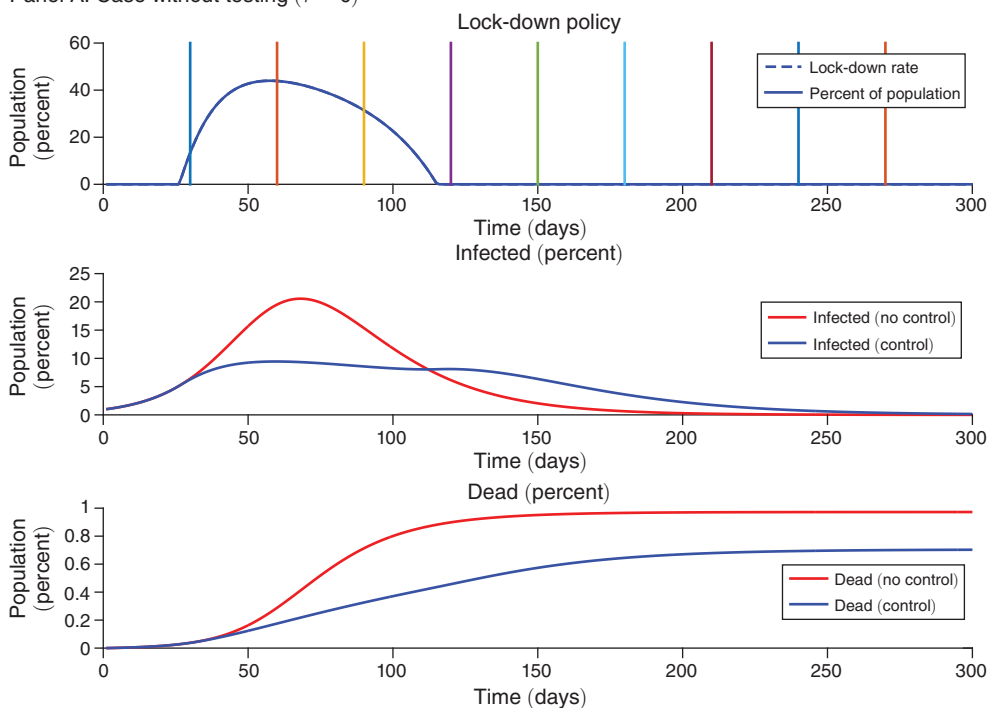 Panel A. Case without testing
Lock-down policy
Population
(percent)
60
40
20
0
Lock-down rate
Percent of population
0
50
100
150
200
250
300
Time (days)
Infected (percent)
Population
(percent)
25
20
15
10
5
0
Infected (no control)
Infected (control)
0
50
100
150
200
250
300
Time (days)
Dead (percent)
Population
(percent)
1
0.8
0.6
0.4
0.2
0
Dead (no control)
Dead (control)
0
50
100
150
200
250
300
Time (days)